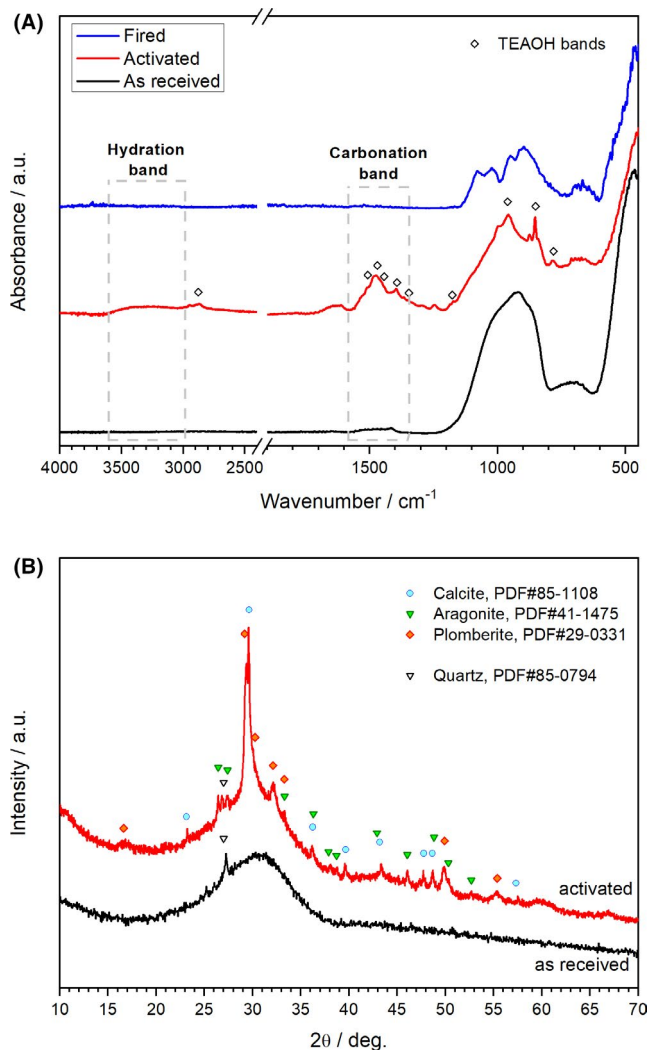 (A)
Fired
Activated
As received
TEAOH bands
Hydration
band
Carbonation
band
Absorbance / a.u.
4000 3500 3000 2500 1500 1000 500
Wavenumber / cm⁻¹
(B)
Calcite, PDF#85-1108
Aragonite, PDF#41-1475
Plomberite, PDF#29-0331
Quartz, PDF#85-0794
Intensity / a.u.
activated
as received
10 15 20 25 30 35 40 45 50 55 60 65 70
2θ / deg.